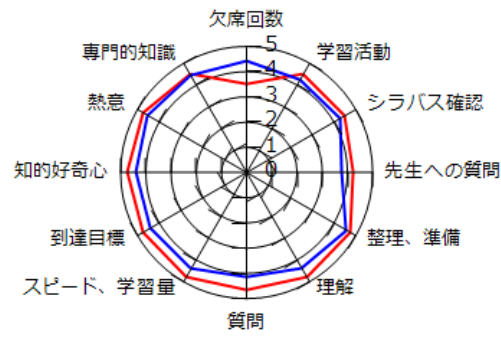 欠席回数
専門的知識
学習活動
熱意
シラバス確認
知的好奇心
先生への質問
到達目標
整理、準備
スピード、学習量
理解
質問
5
4
3
2
1
0